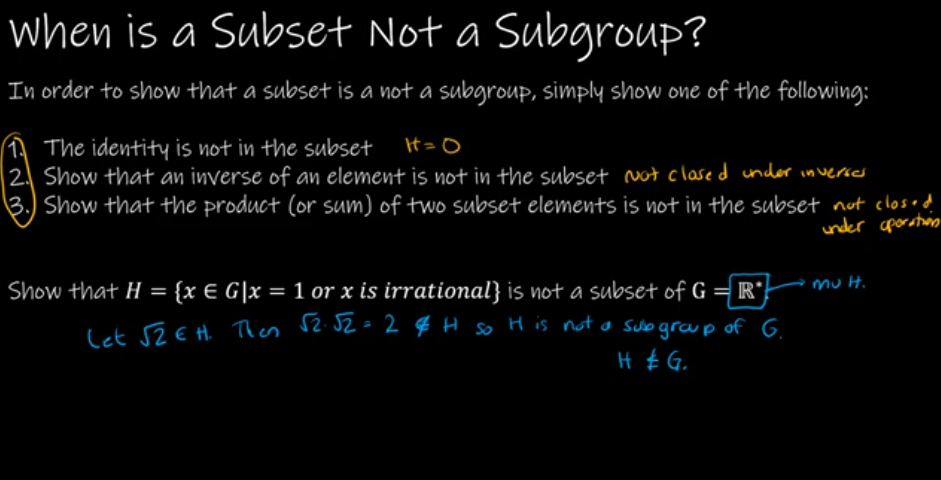 When is a Subset Not a Subgroup?
In order to show that a subset is a not a subgroup, simply show one of the following:
1. The identity is not in the subset H = O
2. Show that an inverse of an element is not in the subset not closed under inverses
3. Show that the product (or sum) of two subset elements is not in the subset not closed
under operation
Show that H = {x ∈ G|x = 1 or x is irrational} is not a subset of G = ℝ* → mult.
Let √2 ∈ H. Then √2·√2 = 2 ∉ H so H is not a subgroup of G.
H ≰ G.